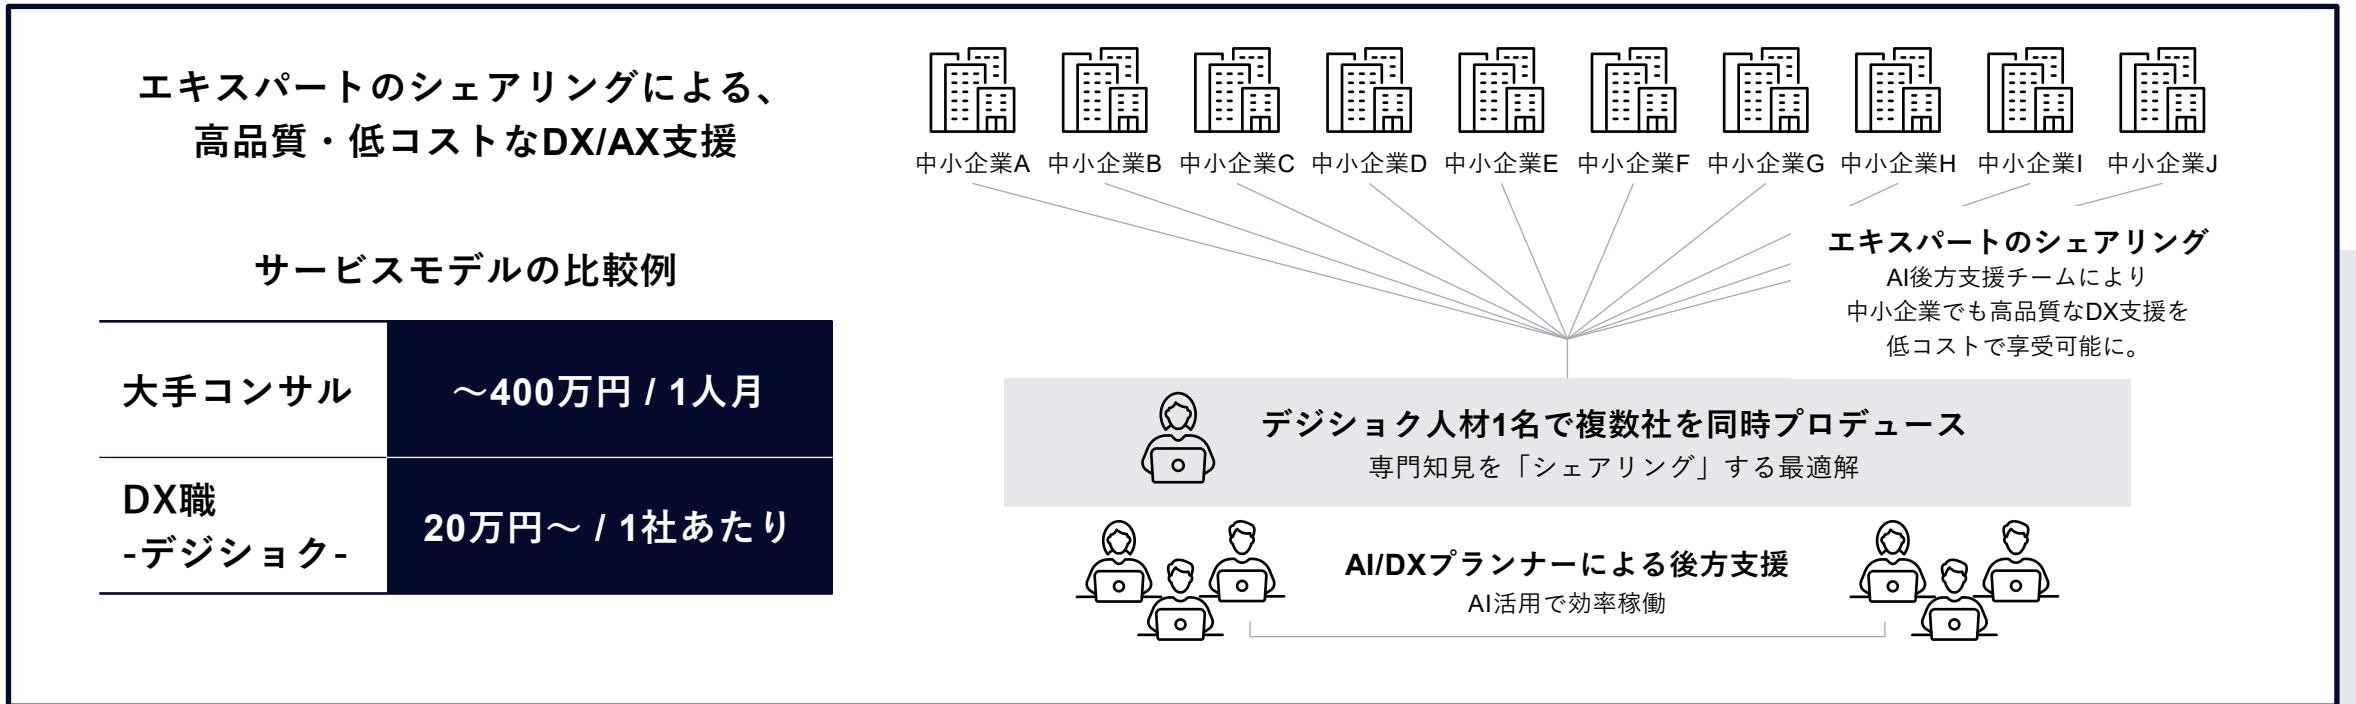 エキスパートのシェアリングによる、
高品質・低コストなDX/AX支援
サービスモデルの比較例
大手コンサル
～400万円 / 1人月
DX職
-デジショク-
20万円～ / 1社あたり
中小企業A
中小企業B
中小企業C
中小企業D
中小企業E
中小企業F
中小企業G
中小企業H
中小企業I
中小企業J
エキスパートのシェアリング
AI後方支援チームにより
中小企業でも高品質なDX支援を
低コストで享受可能に。
デジショク人材1名で複数社を同時プロデュース
専門知見を「シェアリング」する最適解
AI/DXプランナーによる後方支援
AI活用で効率稼働